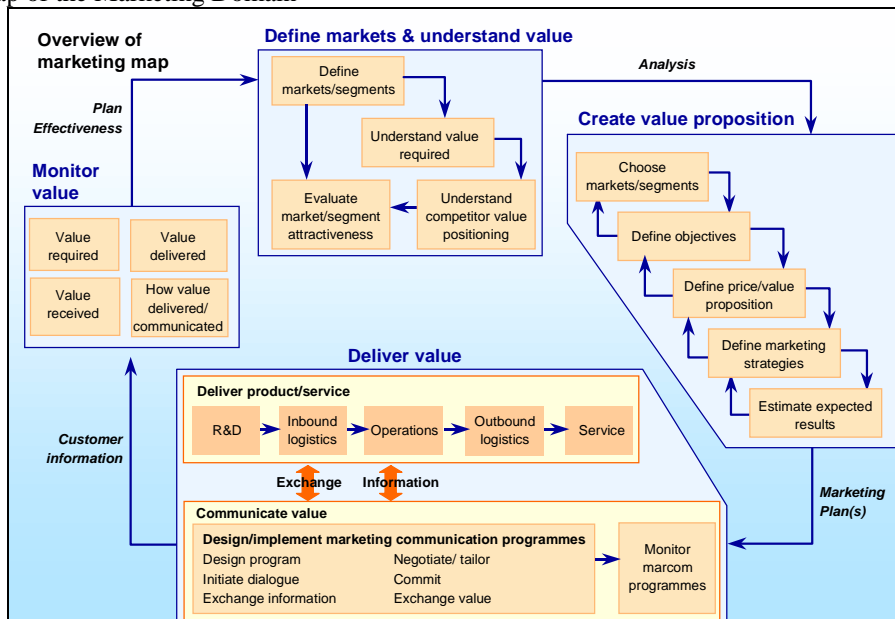 p of the Marketing Domain
Overview of
marketing map
Define markets & understand value
Define
markets/segments
Understand value
required
Evaluate
market/segment
attractiveness
Understand
competitor value
positioning
Analysis
Plan
Effectiveness
Create value proposition
Choose
markets/segments
Define objectives
Define price/value
proposition
Define marketing
strategies
Estimate expected
results
Monitor
value
Value
required
Value
delivered
Value
received
How value
delivered/
communicated
Deliver value
Deliver product/service
R&D
Inbound
logistics
Operations
Outbound
logistics
Service
Customer
information
Exchange
Information
Marketing
Plan(s)
Communicate value
Design/implement marketing communication programmes
Design program
Negotiate/ tailor
Initiate dialogue
Commit
Exchange information
Exchange value
Monitor
marcom
programmes